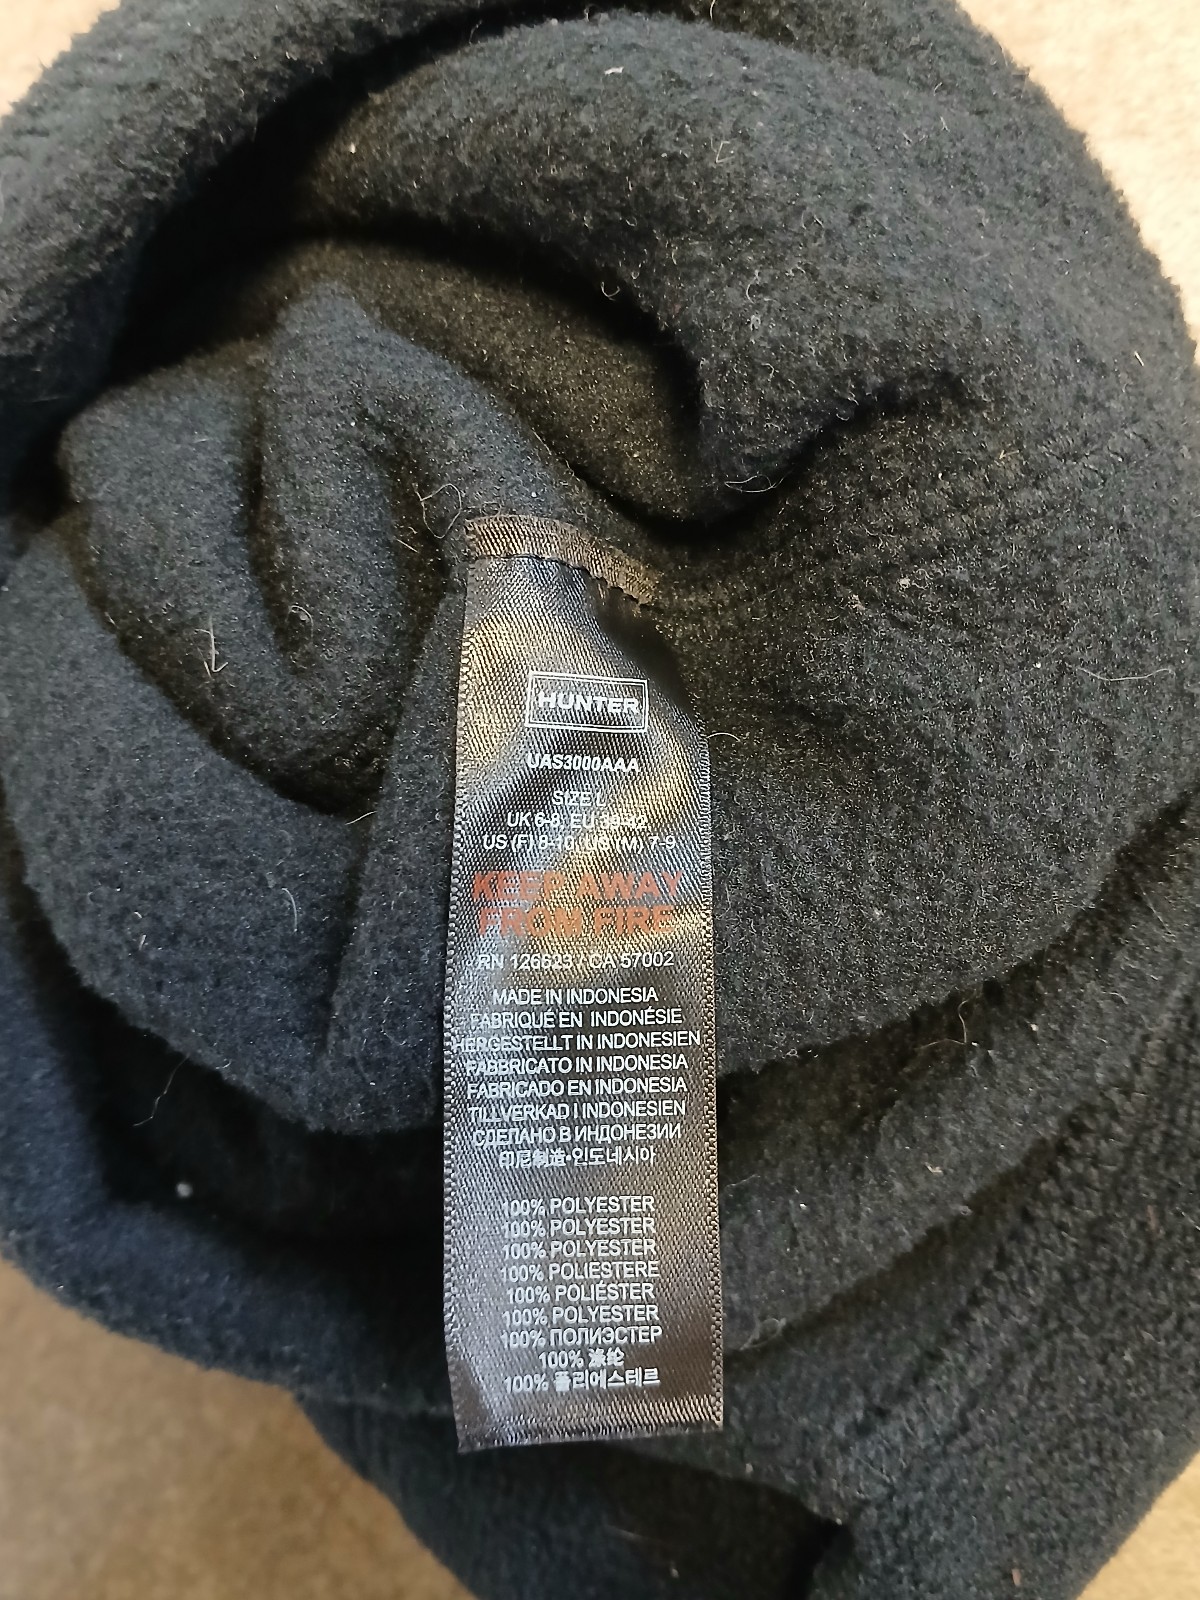 HUNTER
UAS3000AAA
SIZE L
UK 6-8, EU 39-42
US (F) 8-10, US (M) 7-9
KEEP AWAY
FROM FIRE
RN 126623 / CA 57002
MADE IN INDONESIA
FABRIQUÉ EN INDONÉSIE
HERGESTELLT IN INDONESIEN
FABBRICATO IN INDONESIA
FABRICADO EN INDONESIA
TILLVERKAD I INDONESIEN
СДЕЛАНО В ИНДОНЕЗИИ
印尼制造·인도네시아
100% POLYESTER
100% POLYESTER
100% POLYESTER
100% POLIESTERE
100% POLIÉSTER
100% POLYESTER
100% ПОЛИЭСТЕР
100% 涤纶
100% 폴리에스테르